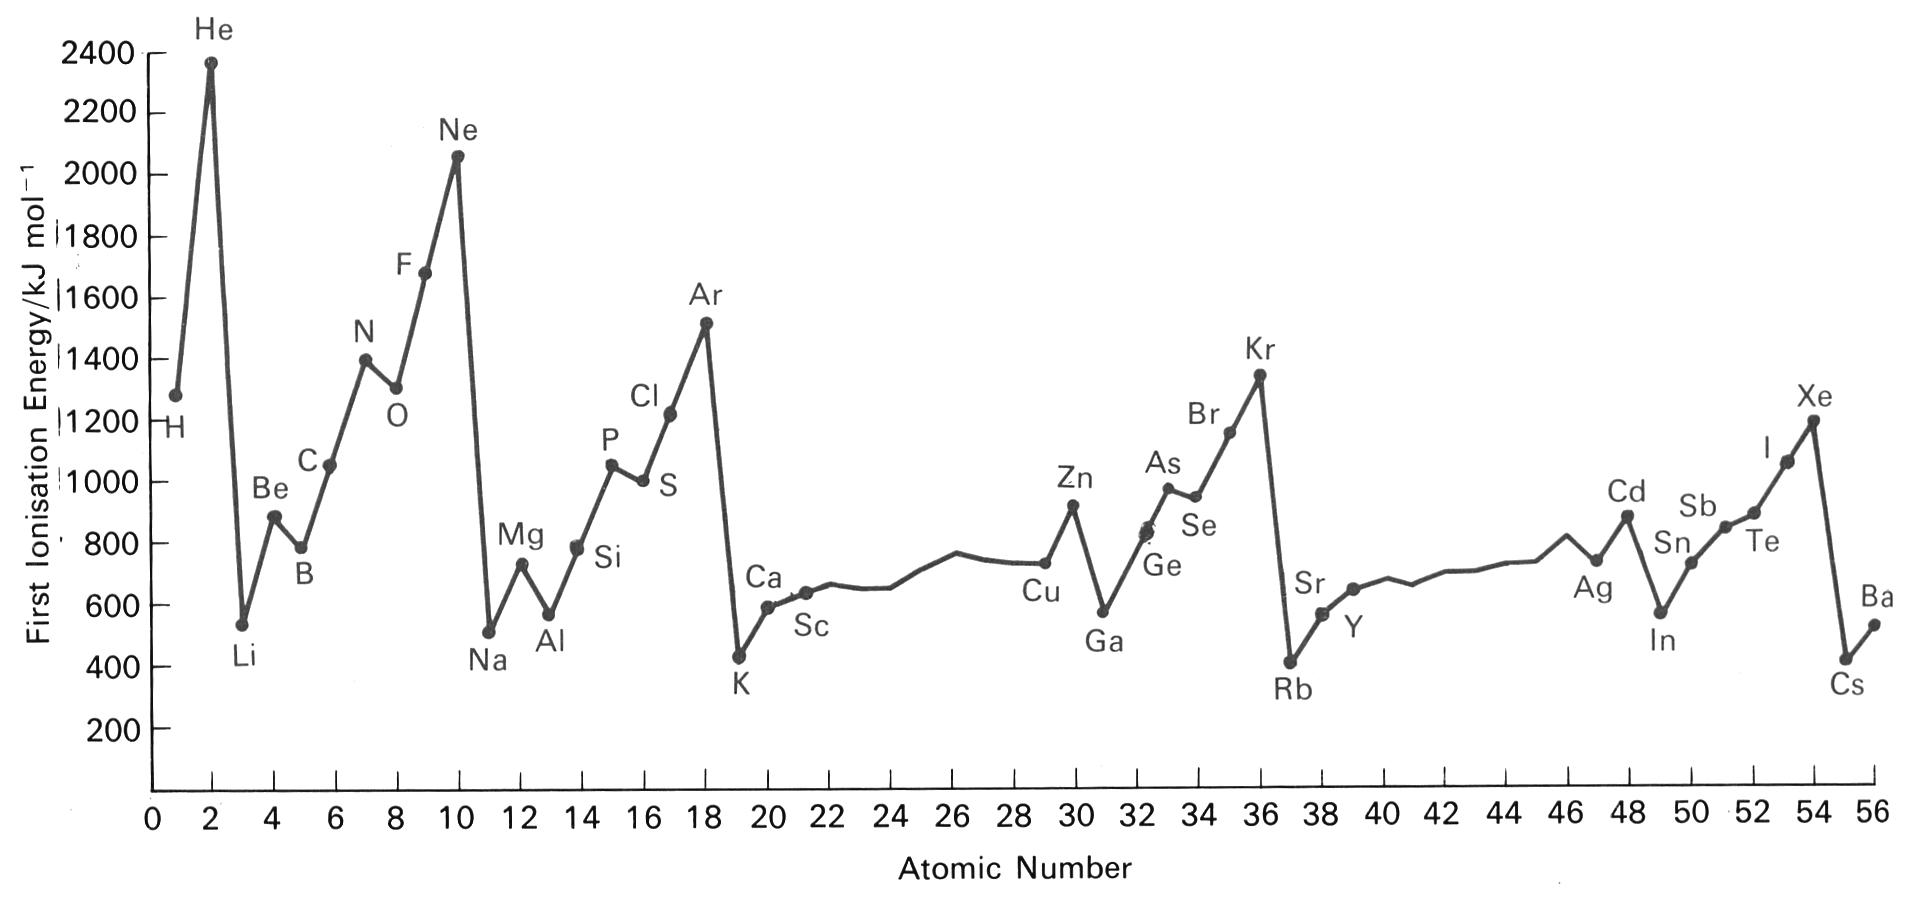 He
2400
2200
Ne
2000
1800
F
1600
Ar
N
1400
Kr
Cl
Br
Xe
O
1200
H
P
I
C
As
Zn
1000
S
Be
Cd
Sb
Se
Mg
800
Si
Ge
Sn
Te
B
Ca
Cu
Sr
Ag
Ba
600
Sc
Y
Al
Ga
In
Li
Na
400
K
Rb
Cs
200
First Ionisation Energy/kJ mol⁻¹
0 2 4 6 8 10 12 14 16 18 20 22 24 26 28 30 32 34 36 38 40 42 44 46 48 50 52 54 56
Atomic Number